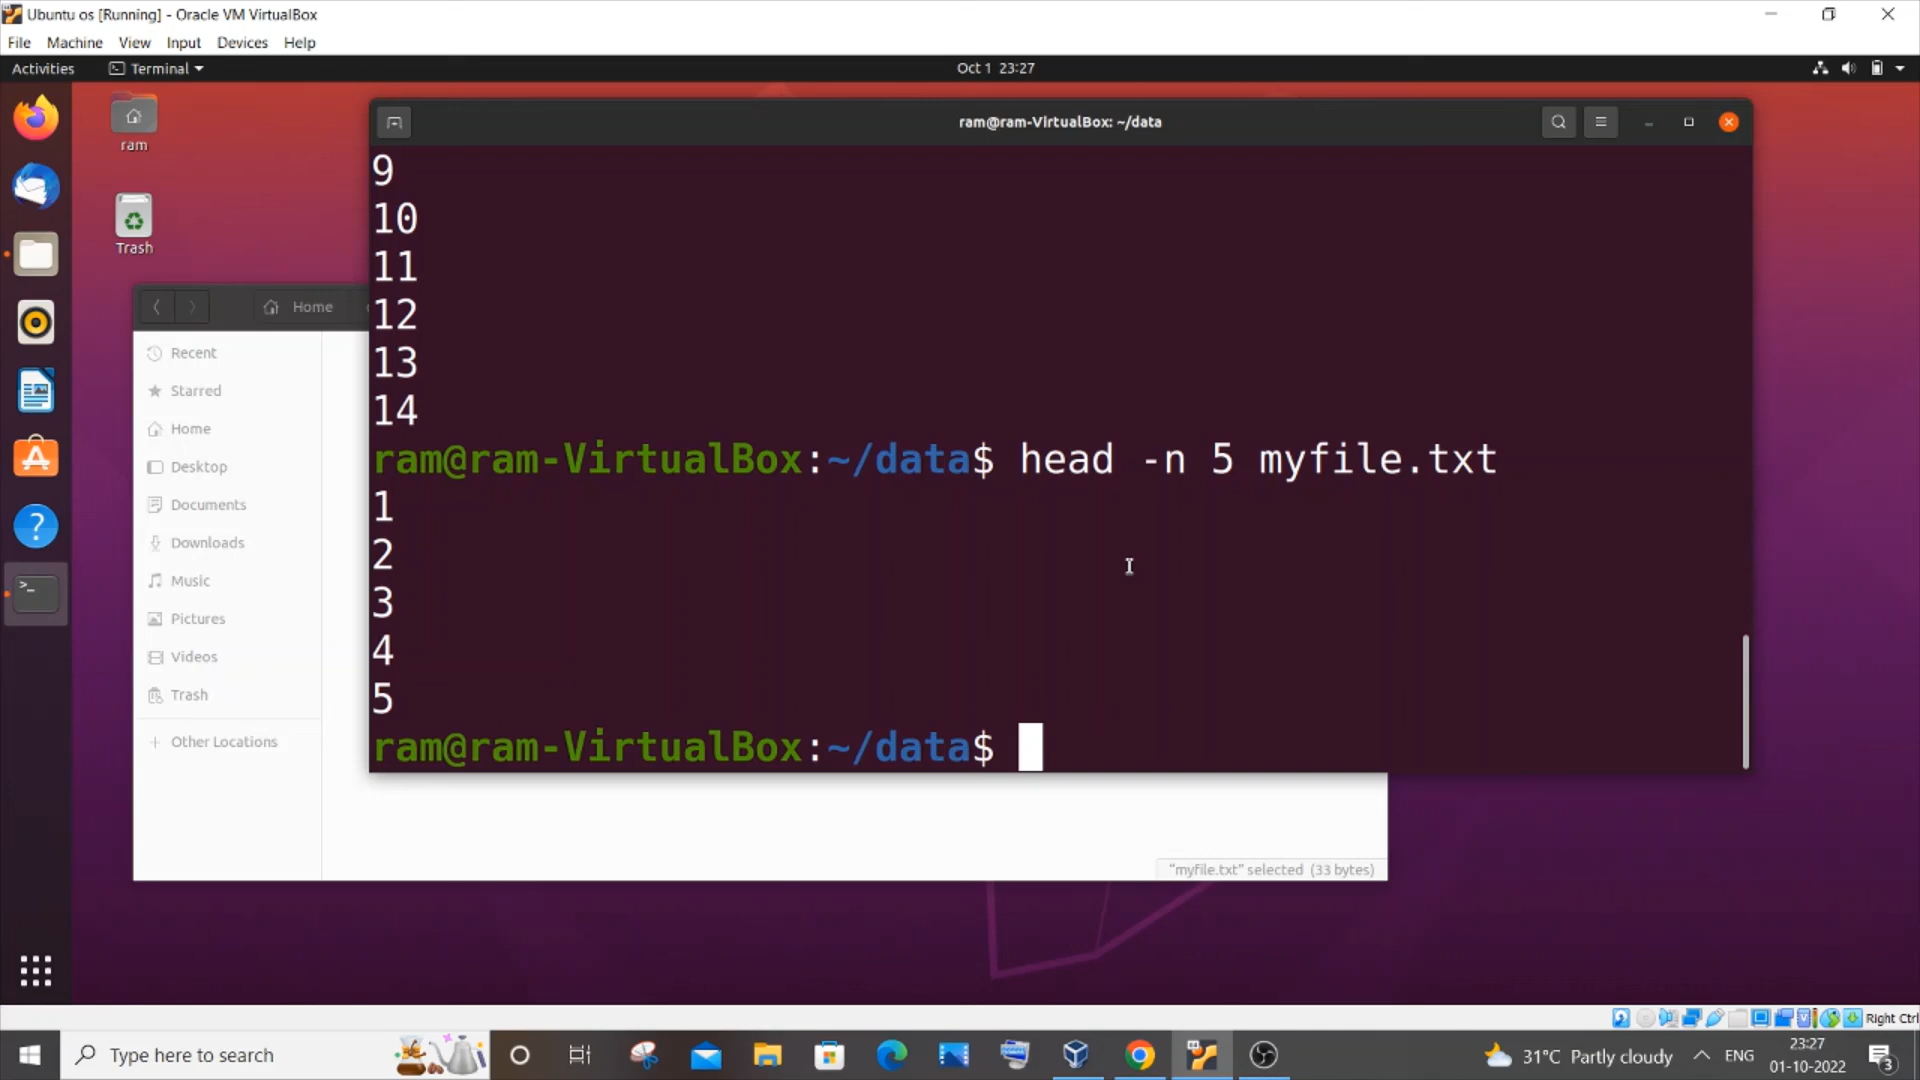 Ubuntu os [Running] - Oracle VM VirtualBox
File Machine View Input Devices Help
Activities Terminal Oct 1 23:27
ram
Trash
ram@ram-VirtualBox: ~/data
9
10
11
12
13
14
ram@ram-VirtualBox:~/data$ head -n 5 myfile.txt
1
2
3
4
5
ram@ram-VirtualBox:~/data$
Home
Recent
Starred
Home
Desktop
Documents
Downloads
Music
Pictures
Videos
Trash
+ Other Locations
"myfile.txt" selected (33 bytes)
Right Ctrl
Type here to search
31°C Partly cloudy
ENG
23:27
01-10-2022
3